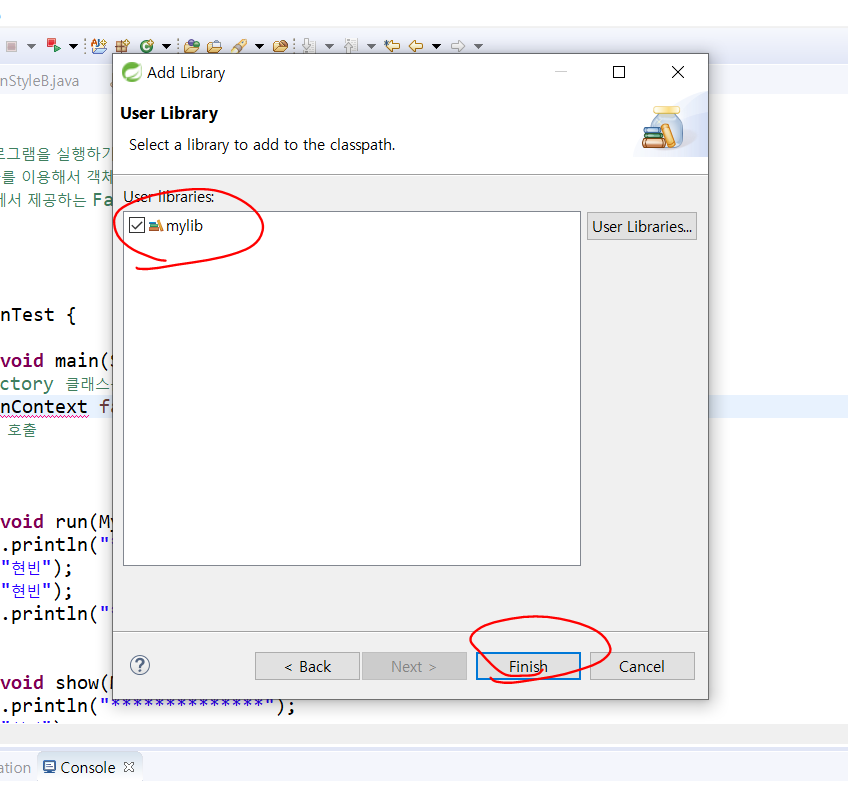 nStyleB.java
Add Library
User Library
Select a library to add to the classpath.
로그램을 실행하기
를 이용해서 객체
에서 제공하는 Fa
User libraries:
mylib
User Libraries...
nTest {
void main(
ctory 클래스
nContext fa
호출
void run(My
.println("
"현빈");
"현빈");
.println("
< Back
Next >
Finish
Cancel
void show(
.println("**************");
ation
Console